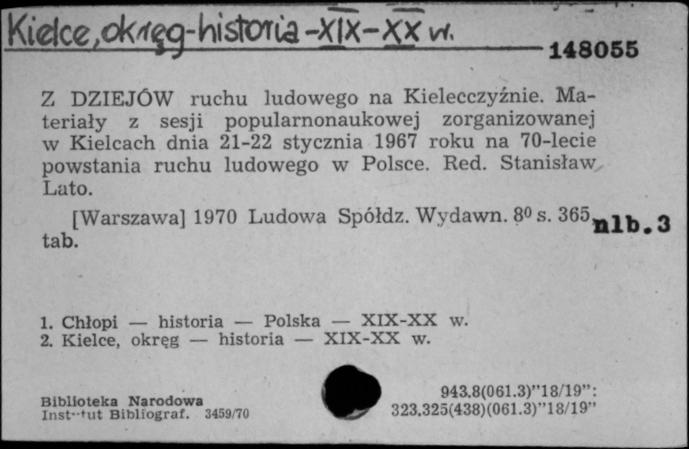 Kielce, okręg-historia-XIX-XX w.
148055
Z DZIEJÓW ruchu ludowego na Kielecczyźnie. Ma-
teriały z sesji popularnonaukowej zorganizowanej
w Kielcach dnia 21-22 stycznia 1967 roku na 70-lecie
powstania ruchu ludowego w Polsce. Red. Stanisław
Lato.
[Warszawa] 1970 Ludowa Spółdz. Wydawn. 8⁰ s. 365, nlb. 3
tab.
1. Chłopi — historia — Polska — XIX-XX w.
2. Kielce, okręg — historia — XIX-XX w.
Biblioteka Narodowa
Inst‐tut Bibliograf. 3459/70
943.8(061.3)"18/19":
323.325(438)(061.3)"18/19"